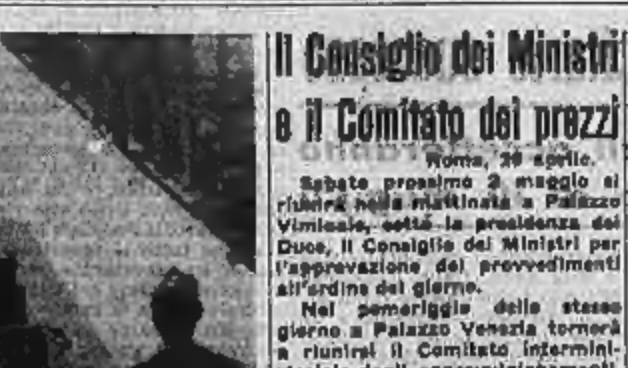 Il Consiglio dei Ministri
e il Comitato dei prezzi
Roma, 29 aprile.
Sabato prossimo 2 maggio si
riunirà nella mattinata a Palazzo
Viminale, sotto la presidenza del
Duce, il Consiglio dei Ministri per
l'approvazione dei provvedimenti
all'ordine del giorno.
Nel pomeriggio dello stesso
giorno a Palazzo Venezia tornerà
a riunirsi il Comitato intermini-